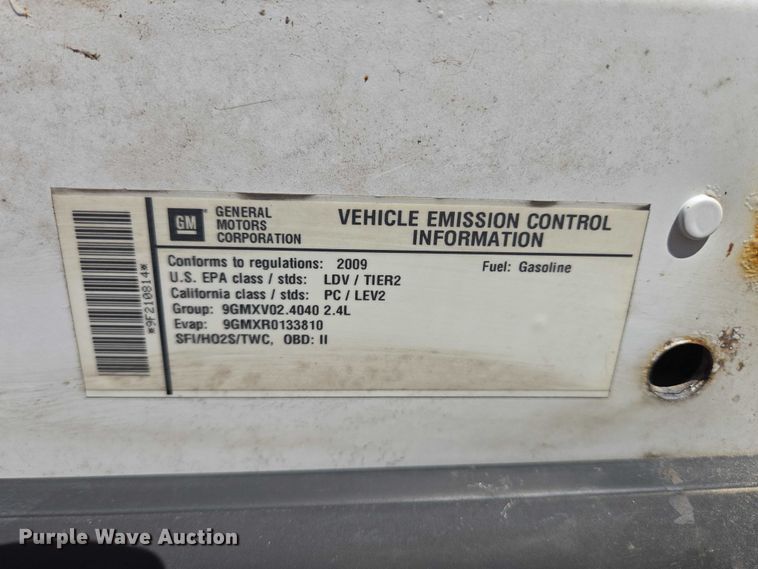 GM
GENERAL
MOTORS
CORPORATION
VEHICLE EMISSION CONTROL
INFORMATION
Conforms to regulations: 2009
Fuel: Gasoline
U.S. EPA class / stds: LDV / TIER2
California class / stds: PC / LEV2
Group: 9GMXV02.4040 2.4L
Evap: 9GMXR0133810
SFI/HO2S/TWC, OBD: II
*9F210814*
Purple Wave Auction